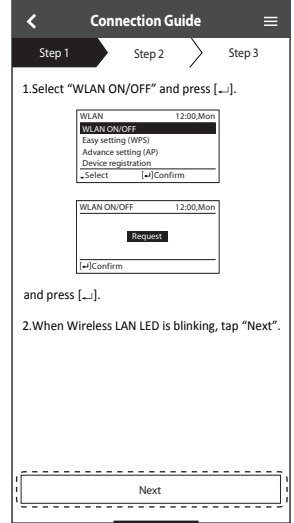 Connection Guide
Step 1 Step 2 Step 3
1.Select “WLAN ON/OFF” and press [↵].
WLAN 12:00,Mon
WLAN ON/OFF
Easy setting (WPS)
Advance setting (AP)
Device registration
Select [↵]Confirm
WLAN ON/OFF 12:00,Mon
Request
[↵]Confirm
and press [↵].
2.When Wireless LAN LED is blinking, tap “Next”.
Next